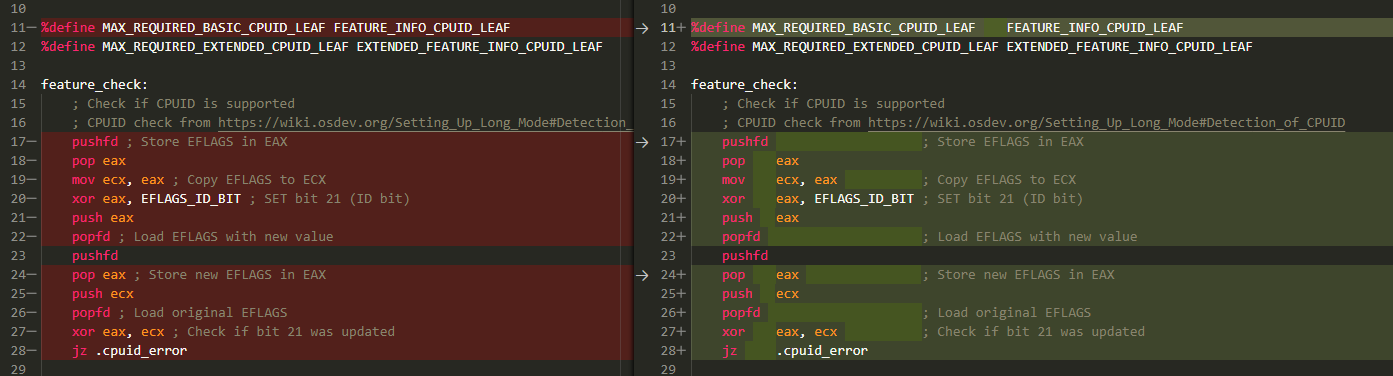 10
11− %define MAX_REQUIRED_BASIC_CPUID_LEAF FEATURE_INFO_CPUID_LEAF
12 %define MAX_REQUIRED_EXTENDED_CPUID_LEAF EXTENDED_FEATURE_INFO_CPUID_LEAF
13
14 feature_check:
15     ; Check if CPUID is supported
16     ; CPUID check from https://wiki.osdev.org/Setting_Up_Long_Mode#Detection_
17−     pushfd ; Store EFLAGS in EAX
18−     pop eax
19−     mov ecx, eax ; Copy EFLAGS to ECX
20−     xor eax, EFLAGS_ID_BIT ; SET bit 21 (ID bit)
21−     push eax
22−     popfd ; Load EFLAGS with new value
23     pushfd
24−     pop eax ; Store new EFLAGS in EAX
25−     push ecx
26−     popfd ; Load original EFLAGS
27−     xor eax, ecx ; Check if bit 21 was updated
28−     jz .cpuid_error
10
→ 11+ %define MAX_REQUIRED_BASIC_CPUID_LEAF    FEATURE_INFO_CPUID_LEAF
12 %define MAX_REQUIRED_EXTENDED_CPUID_LEAF EXTENDED_FEATURE_INFO_CPUID_LEAF
13
14 feature_check:
15     ; Check if CPUID is supported
16     ; CPUID check from https://wiki.osdev.org/Setting_Up_Long_Mode#Detection_of_CPUID
→ 17+     pushfd                    ; Store EFLAGS in EAX
18+     pop    eax
19+     mov    ecx, eax           ; Copy EFLAGS to ECX
20+     xor    eax, EFLAGS_ID_BIT ; SET bit 21 (ID bit)
21+     push   eax
22+     popfd                     ; Load EFLAGS with new value
23     pushfd
→ 24+     pop    eax                ; Store new EFLAGS in EAX
25+     push   ecx
26+     popfd                     ; Load original EFLAGS
27+     xor    eax, ecx           ; Check if bit 21 was updated
28+     jz     .cpuid_error